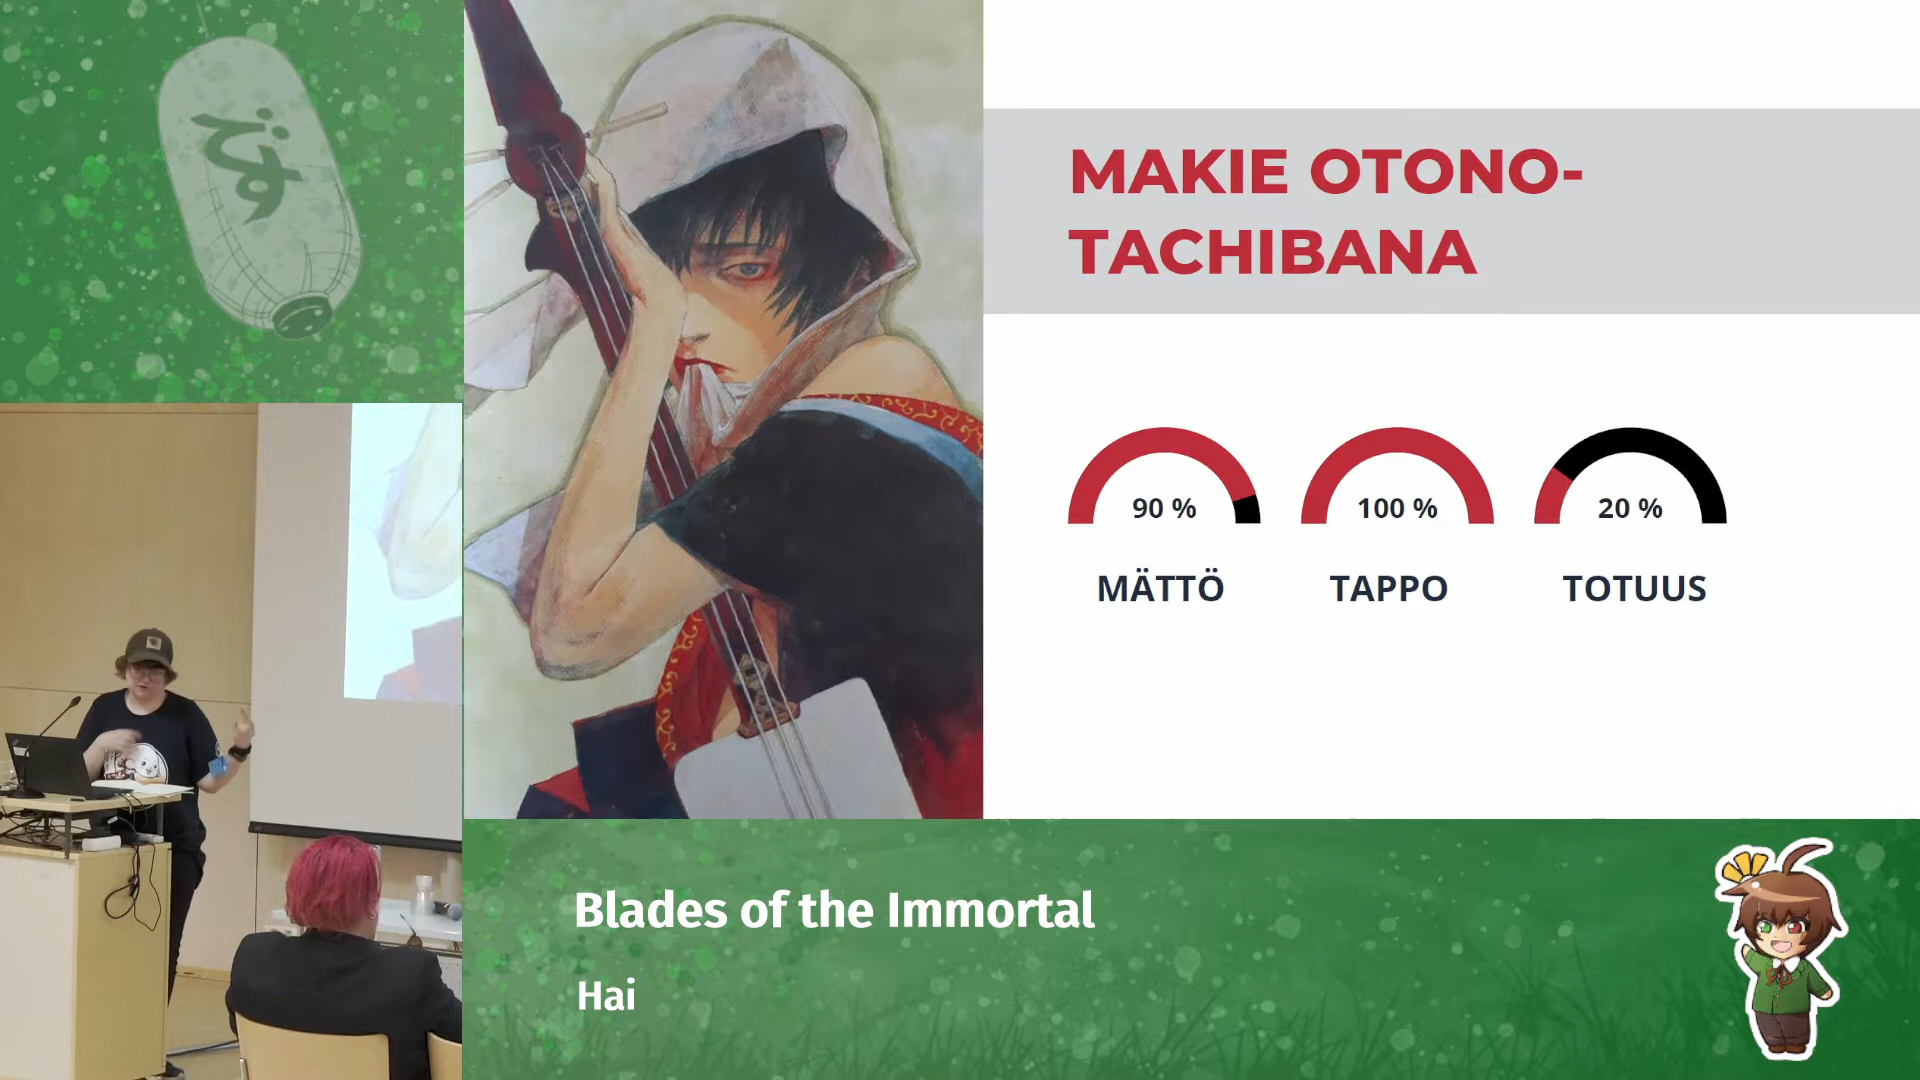 MAKIE OTONO-
TACHIBANA
90 %
100 %
20 %
MÄTTÖ
TAPPO
TOTUUS
Blades of the Immortal
Hai